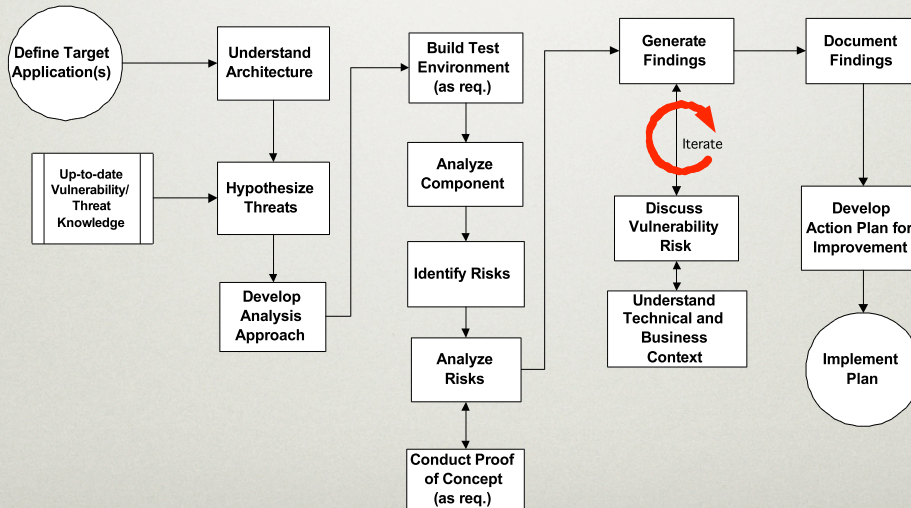 Define Target
Application(s)
Understand
Architecture
Up-to-date
Vulnerability/
Threat
Knowledge
Hypothesize
Threats
Develop
Analysis
Approach
Build Test
Environment
(as req.)
Analyze
Component
Identify Risks
Analyze
Risks
Conduct Proof
of Concept
(as req.)
Generate
Findings
Iterate
Discuss
Vulnerability
Risk
Understand
Technical and
Business
Context
Document
Findings
Develop
Action Plan for
Improvement
Implement
Plan